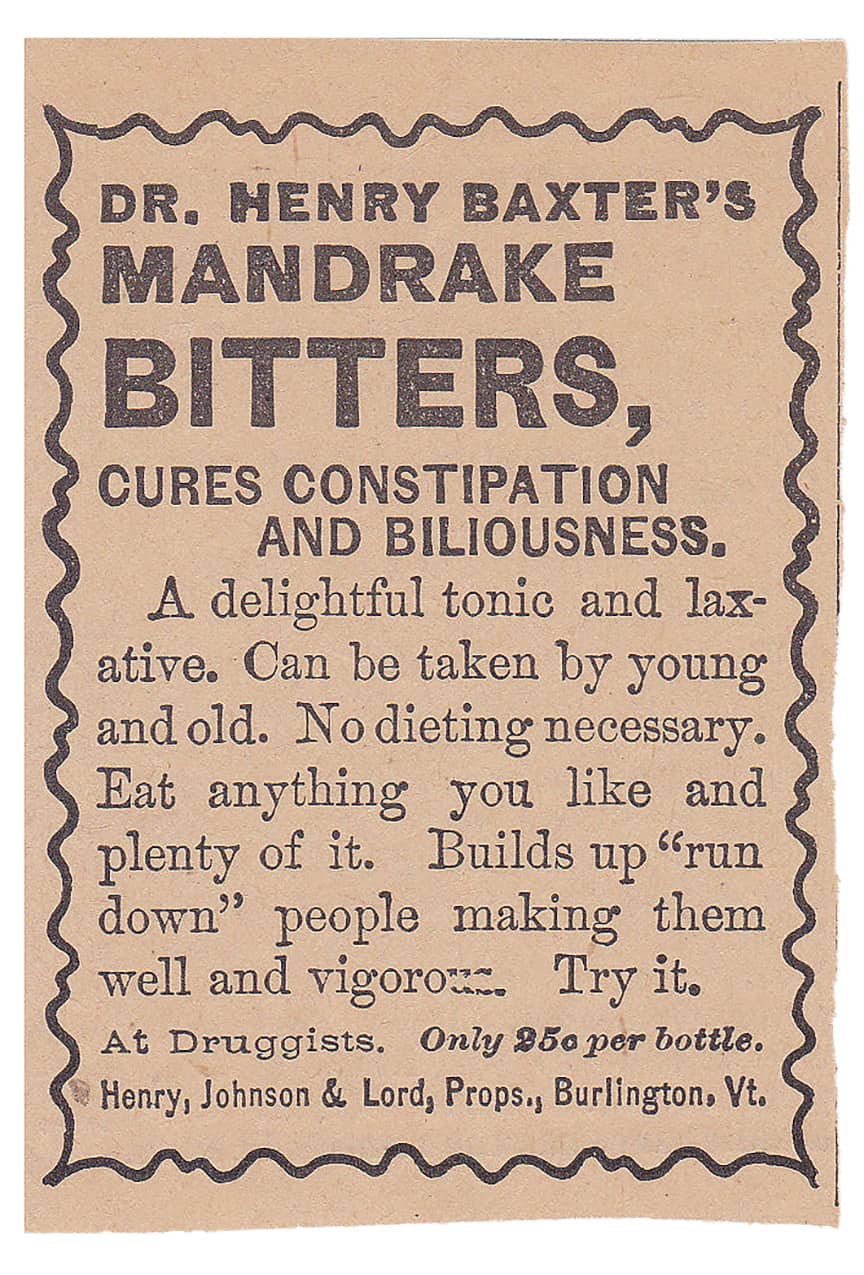 DR. HENRY BAXTER'S
MANDRAKE
BITTERS,
CURES CONSTIPATION
AND BILIOUSNESS.
A delightful tonic and lax-
ative. Can be taken by young
and old. No dieting necessary.
Eat anything you like and
plenty of it. Builds up “run
down” people making them
well and vigorous. Try it.
At Druggists. Only 25c per bottle.
Henry, Johnson & Lord, Props., Burlington, Vt.